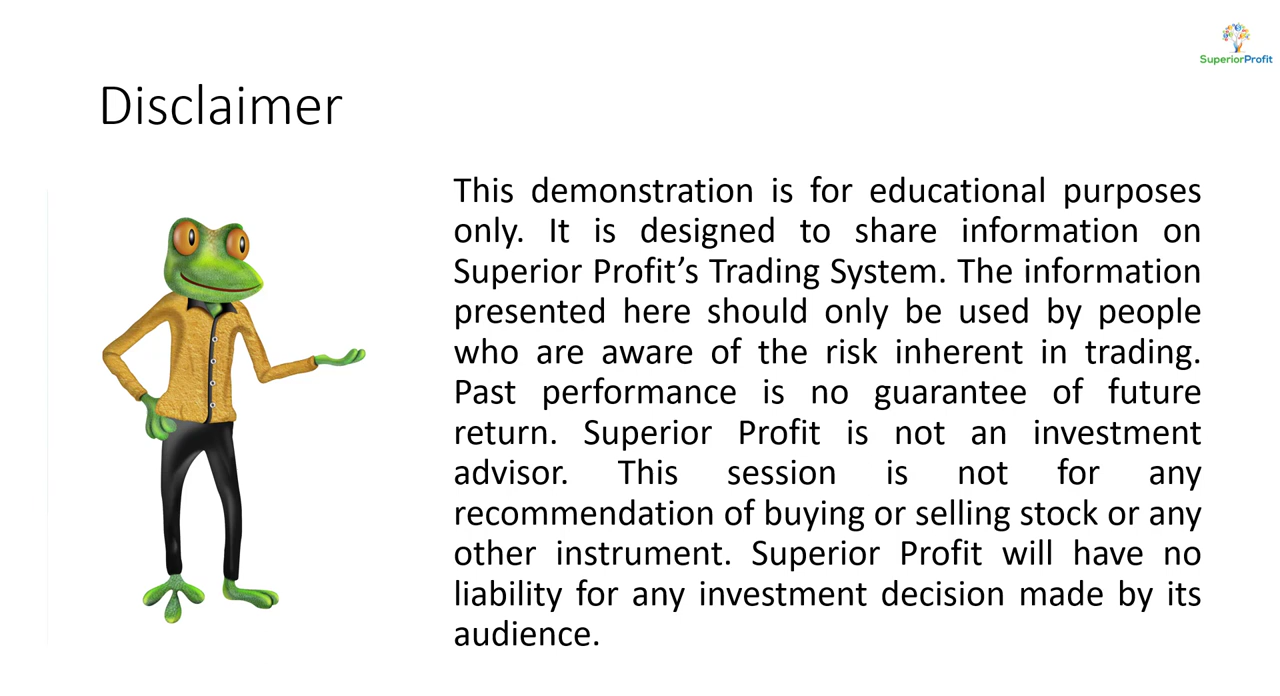 SuperiorProfit
Disclaimer
This demonstration is for educational purposes
only. It is designed to share information on
Superior Profit’s Trading System. The information
presented here should only be used by people
who are aware of the risk inherent in trading.
Past performance is no guarantee of future
return. Superior Profit is not an investment
advisor. This session is not for any
recommendation of buying or selling stock or any
other instrument. Superior Profit will have no
liability for any investment decision made by its
audience.